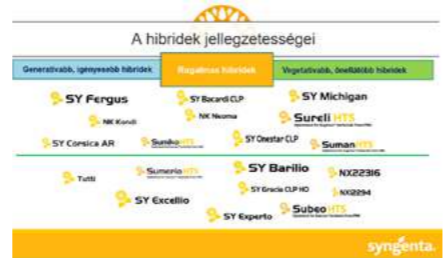 A hibridek jellegzetességei
Generatívabb, igényesebb hibridek
Rugalmas hibridek
Vegetatívabb, önellátóbb hibridek
SY Fergus
SY Bacardi CLP
SY Michigan
NK Kondi
NK Neoma
Sureli HTS
SY Corsica AR
Suniko HTS
SY Onestar CLP
Suman HTS
Tutti
Sumerio HTS
SY Barilio
NX22316
SY Excellio
SY Gracia CLP HO
NX2294
SY Experto
Subeo HTS
syngenta.